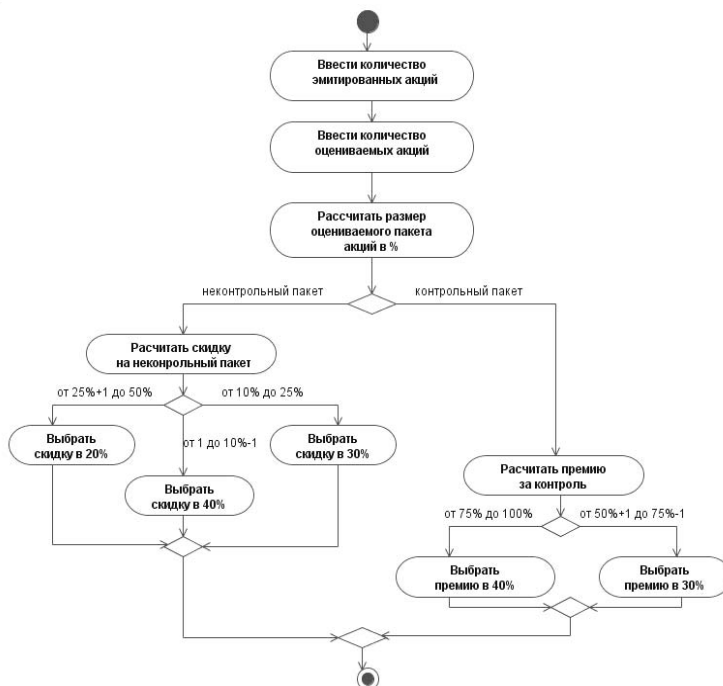 Ввести количество
эмитированных акций
Ввести количество
оцениваемых акций
Рассчитать размер
оцениваемого пакета
акций в %
неконтрольный пакет
контрольный пакет
Расчитать скидку
на неконрольный пакет
от 25%+1 до 50%
от 10% до 25%
Выбрать
скидку в 20%
от 1 до 10%-1
Выбрать
скидку в 30%
Выбрать
скидку в 40%
Расчитать премию
за контроль
от 75% до 100%
от 50%+1 до 75%-1
Выбрать
премию в 40%
Выбрать
премию в 30%